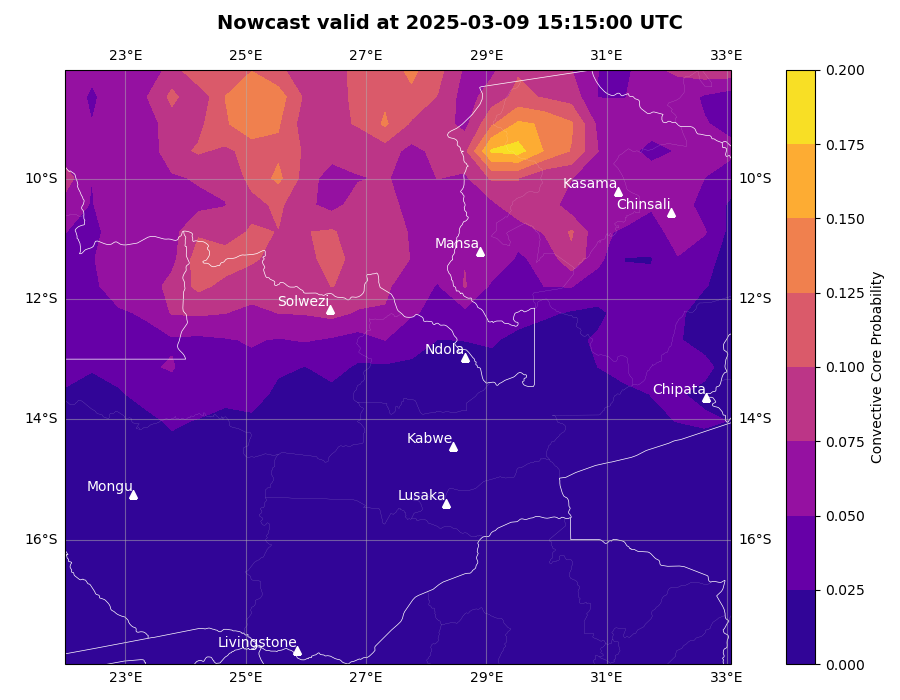 Nowcast valid at 2025-03-09 15:15:00 UTC
23°E 25°E 27°E 29°E 31°E 33°E
0.200
0.175
10°S 10°S
Kasama
Chinsali
0.150
Mansa
0.125
12°S 12°S
Solwezi
Ndola
0.100
Chipata
14°S 14°S
0.075
Kabwe
Mongu
Lusaka
0.050
16°S 16°S
0.025
Livingstone
0.000
23°E 25°E 27°E 29°E 31°E 33°E
Convective Core Probability